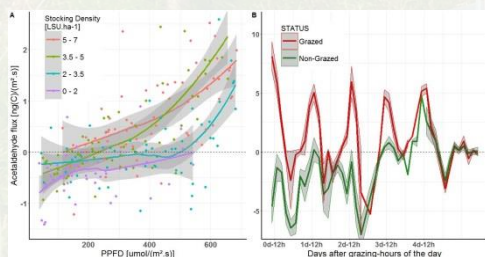 A
B
Stocking Density
[LSU.ha-1]
5 - 7
3.5 - 5
2 - 3.5
0 - 2
STATUS
Grazed
Non-Grazed
Acetaldehyde flux [ng(C)/(m².s)]
2
1
0
-1
200
400
600
PPFD [umol/(m².s)]
10
5
0
-5
0d-12h
1d-12h
2d-12h
3d-12h
4d-12h
Days after grazing-hours of the day